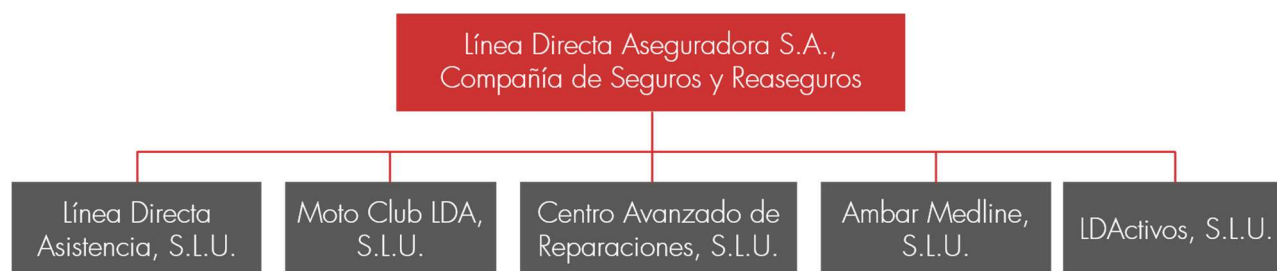 Línea Directa Aseguradora S.A.,
Compañía de Seguros y Reaseguros
Línea Directa
Asistencia, S.L.U.
Moto Club LDA,
S.L.U.
Centro Avanzado de
Reparaciones, S.L.U.
Ambar Medline,
S.L.U.
LDActivos, S.L.U.